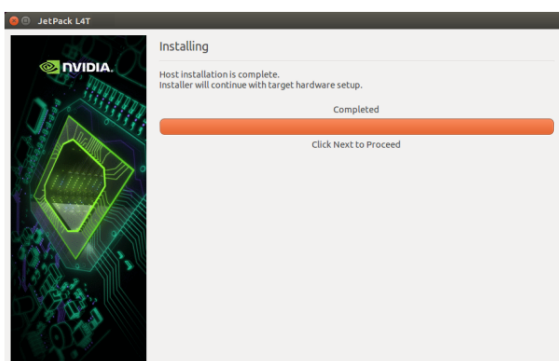 JetPack L4T
NVIDIA.
Installing
Host installation is complete.
Installer will continue with target hardware setup.
Completed
Click Next to Proceed